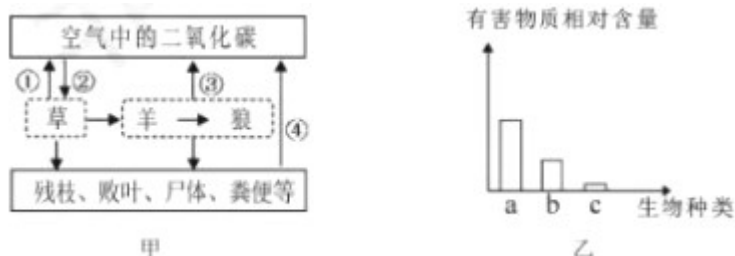 空气中的二氧化碳
① ② ③ ④
草 羊 狼
残枝、败叶、尸体、粪便等
甲
有害物质相对含量
a b c 生物种类
乙